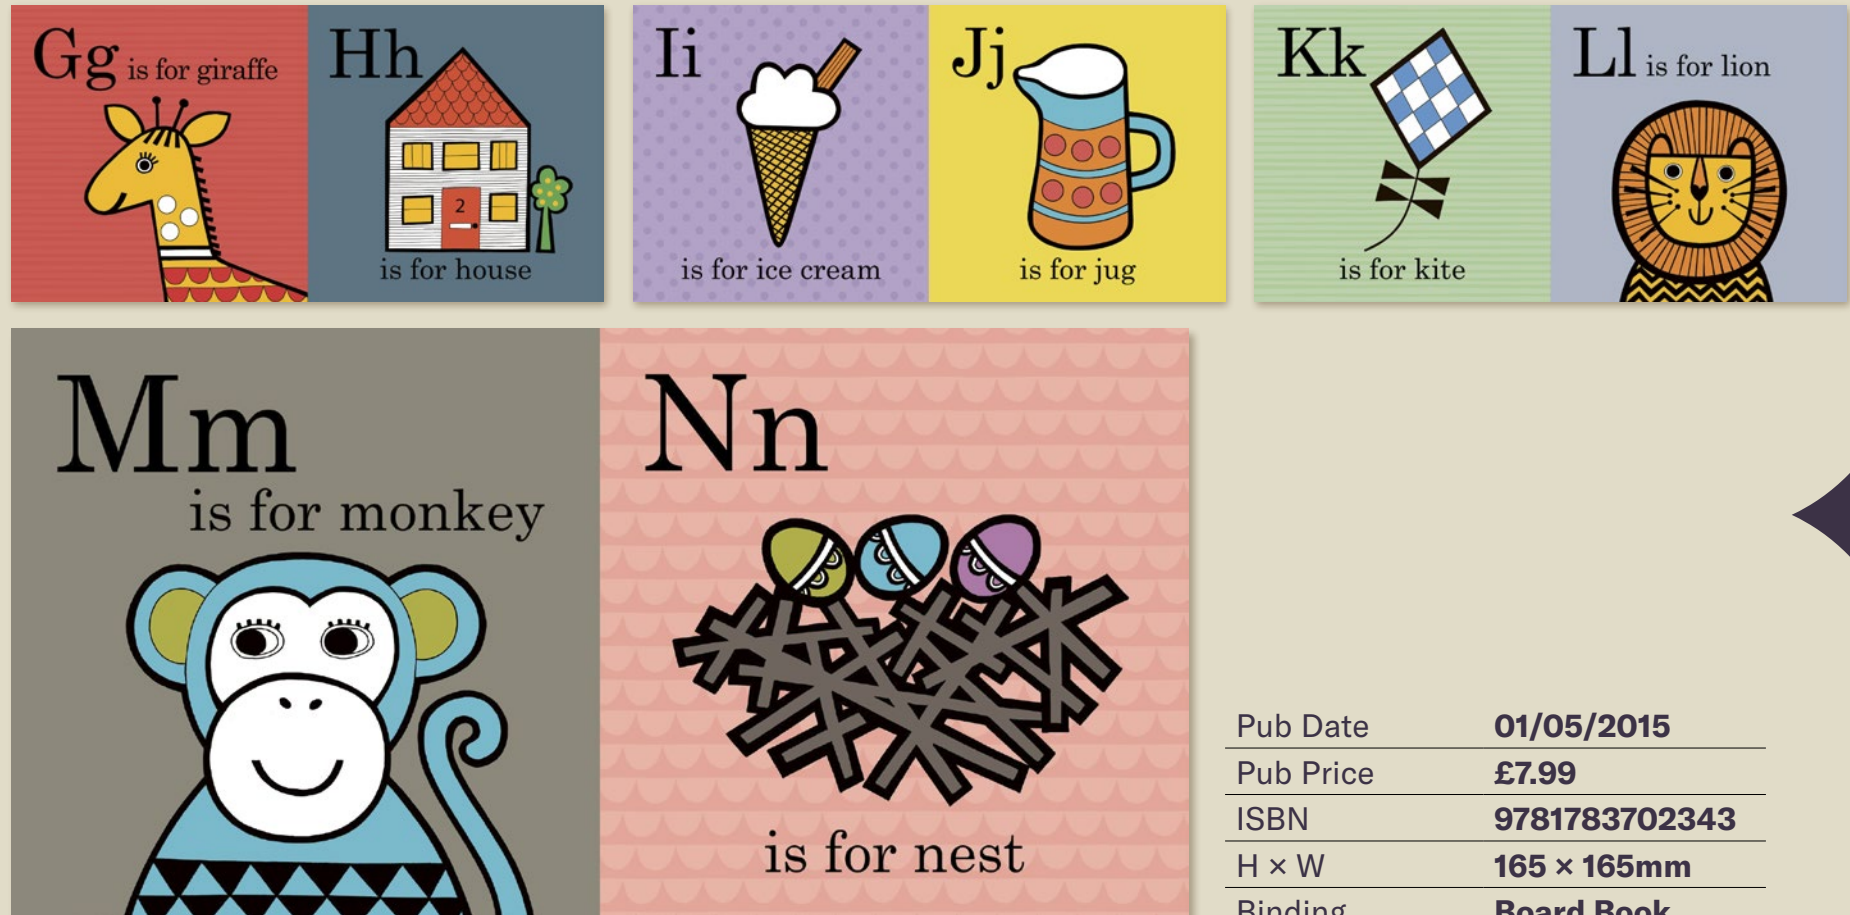 Gg is for giraffe
Hh
2
is for house
Ii
is for ice cream
Jj
is for jug
Kk
is for kite
Ll is for lion
Mm
is for monkey
Nn
is for nest
Pub Date 01/05/2015
Pub Price £7.99
ISBN 9781783702343
H × W 165 × 165mm
Binding Board Book